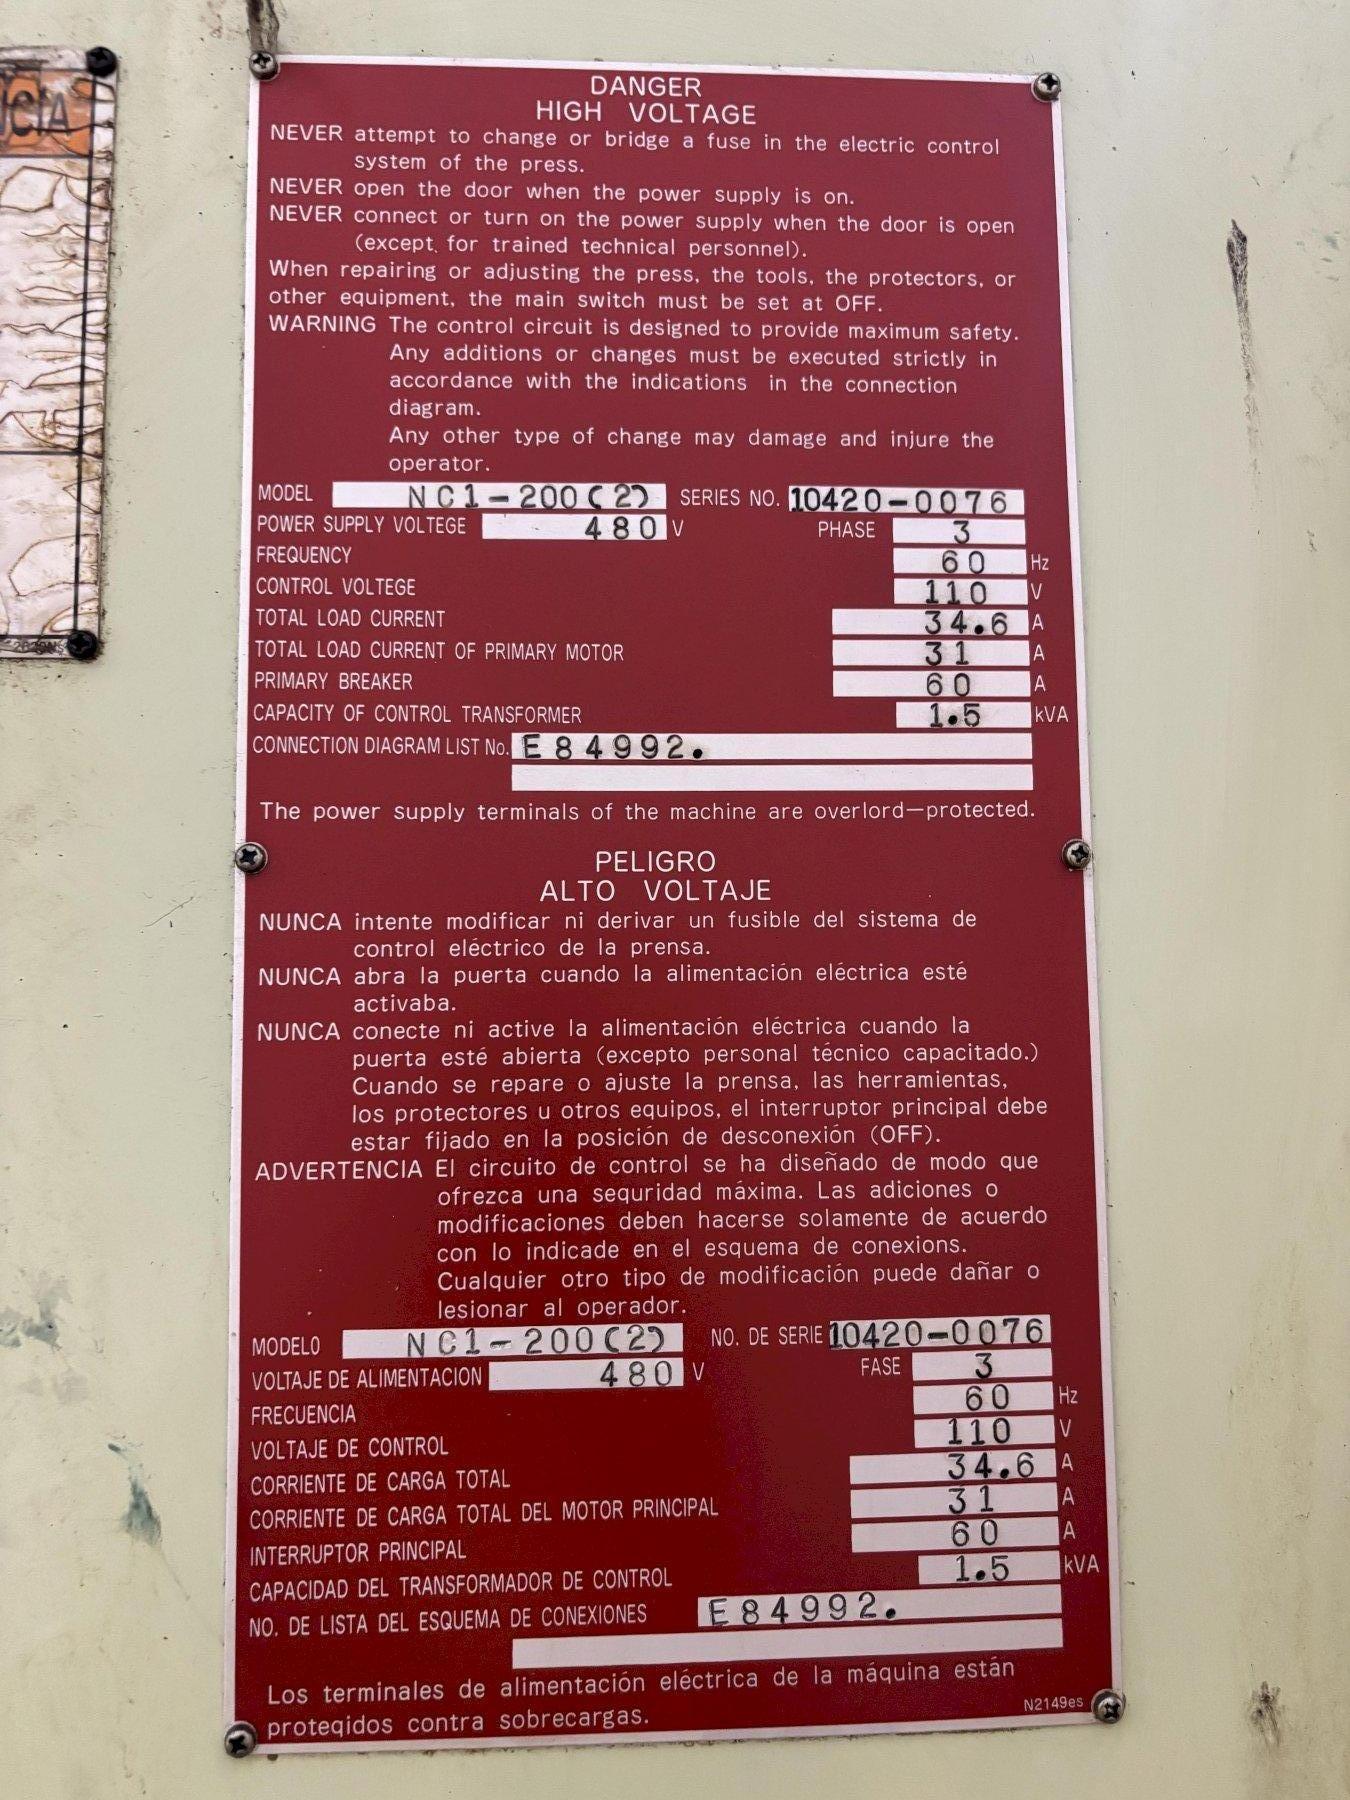 UCIA
DANGER
HIGH VOLTAGE
NEVER attempt to change or bridge a fuse in the electric control
system of the press.
NEVER open the door when the power supply is on.
NEVER connect or turn on the power supply when the door is open
(except for trained technical personnel).
When repairing or adjusting the press, the tools, the protectors, or
other equipment, the main switch must be set at OFF.
WARNING The control circuit is designed to provide maximum safety.
Any additions or changes must be executed strictly in
accordance with the indications in the connection
diagram.
Any other type of change may damage and injure the
operator.
MODEL NC1-200(2) SERIES NO. 10420-0076
POWER SUPPLY VOLTEGE 480 V PHASE 3
FREQUENCY 60 Hz
CONTROL VOLTEGE 110 V
TOTAL LOAD CURRENT 34.6 A
TOTAL LOAD CURRENT OF PRIMARY MOTOR 31 A
PRIMARY BREAKER 60 A
CAPACITY OF CONTROL TRANSFORMER 1.5 kVA
CONNECTION DIAGRAM LIST No. E84992.
The power supply terminals of the machine are overlord—protected.
PELIGRO
ALTO VOLTAJE
NUNCA intente modificar ni derivar un fusible del sistema de
control eléctrico de la prensa.
NUNCA abra la puerta cuando la alimentación eléctrica esté
activaba.
NUNCA conecte ni active la alimentación eléctrica cuando la
puerta esté abierta (excepto personal técnico capacitado.)
Cuando se repare o ajuste la prensa, las herramientas,
los protectores u otros equipos, el interruptor principal debe
estar fijado en la posición de desconexión (OFF).
ADVERTENCIA El circuito de control se ha diseñado de modo que
ofrezca una sequridad máxima. Las adiciones o
modificaciones deben hacerse solamente de acuerdo
con lo indicade en el esquema de conexions.
Cualquier otro tipo de modificación puede dañar o
lesionar al operador.
MODELO NC1-200(2) NO. DE SERIE 10420-0076
VOLTAJE DE ALIMENTACION 480 V FASE 3
FRECUENCIA 60 Hz
VOLTAJE DE CONTROL 110 V
CORRIENTE DE CARGA TOTAL 34.6 A
CORRIENTE DE CARGA TOTAL DEL MOTOR PRINCIPAL 31 A
INTERRUPTOR PRINCIPAL 60 A
CAPACIDAD DEL TRANSFORMADOR DE CONTROL 1.5 kVA
NO. DE LISTA DEL ESQUEMA DE CONEXIONES E84992.
Los terminales de alimentación eléctrica de la máquina están
proteqidos contra sobrecargas.
N2149es